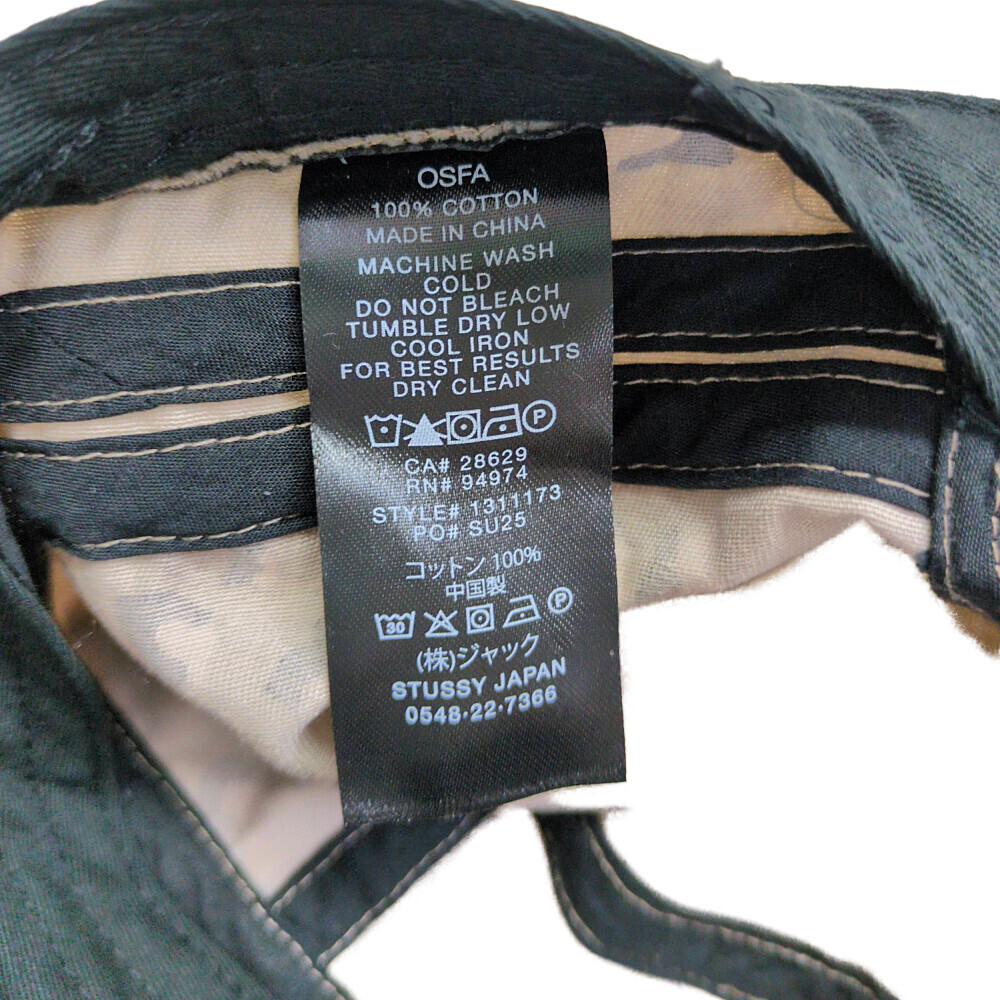 OSFA
100% COTTON
MADE IN CHINA
MACHINE WASH
COLD
DO NOT BLEACH
TUMBLE DRY LOW
COOL IRON
FOR BEST RESULTS
DRY CLEAN
P
CA# 28629
RN# 94974
STYLE# 1311173
PO# SU25
コットン 100%
中国製
30 P
(株)ジャック
STUSSY JAPAN
0548·22·7366